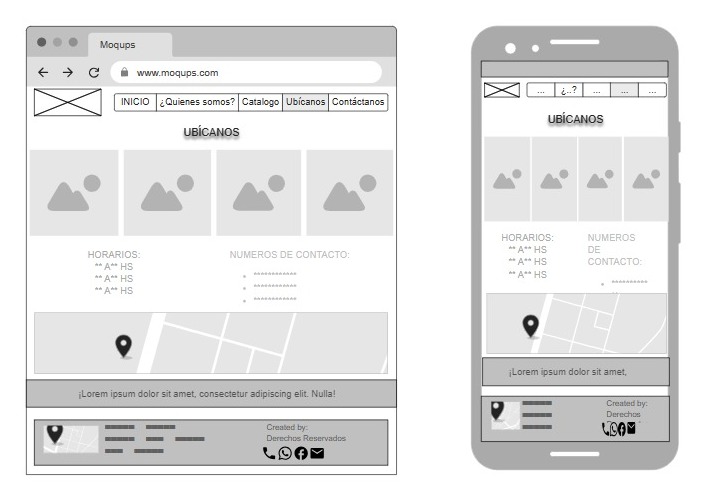 Moqups
www.moqups.com
INICIO ¿Quienes somos? Catalogo Ubícanos Contáctanos
UBÍCANOS
HORARIOS:
** A** HS
** A** HS
** A** HS
NUMEROS DE CONTACTO:
* ***********
* ***********
* ***********
¡Lorem ipsum dolor sit amet, consectetur adipiscing elit. Nulla!
Created by:
Derechos Reservados
... ¿..? ... ... ...
UBÍCANOS
HORARIOS:
** A** HS
** A** HS
** A** HS
NUMEROS
DE
CONTACTO:
* ***********
¡Lorem ipsum dolor sit amet,
Created by:
Derechos